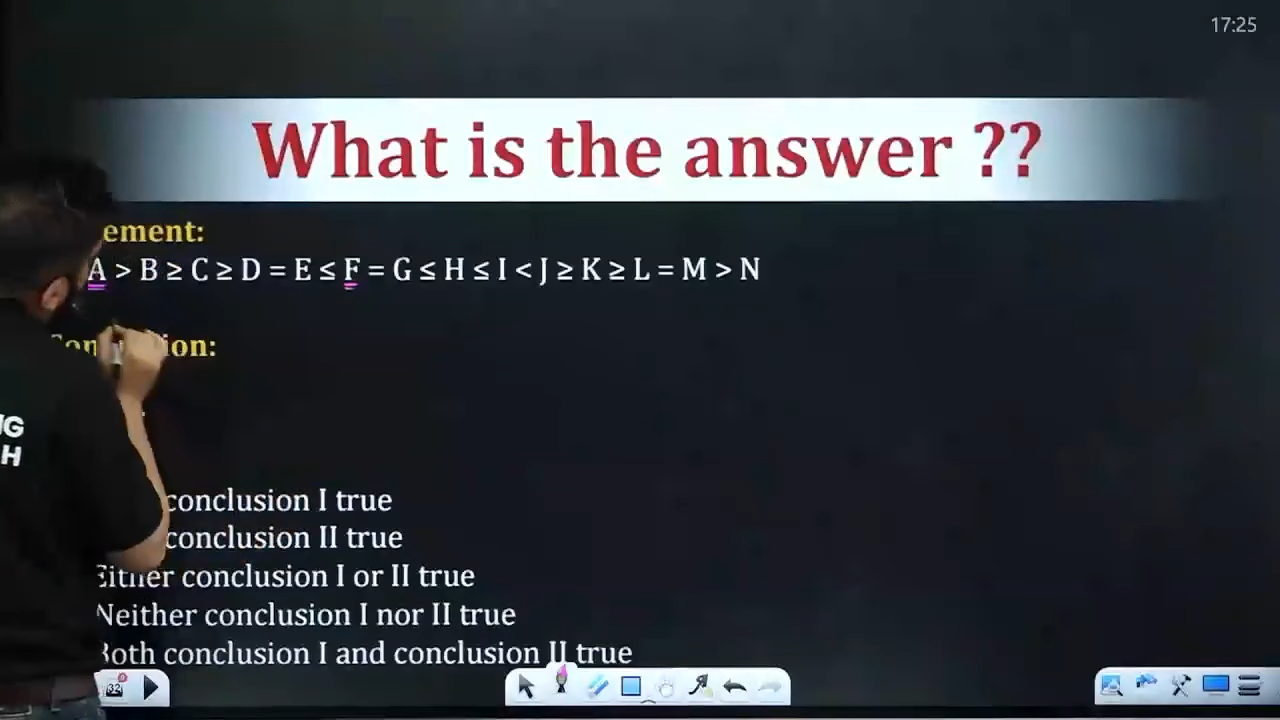 17:25
What is the answer ??
ement:
A > B ≥ C ≥ D = E ≤ F = G ≤ H ≤ I < J ≥ K ≥ L = M > N
ion:
G
H
conclusion I true
conclusion II true
Either conclusion I or II true
Neither conclusion I nor II true
Both conclusion I and conclusion II true
32